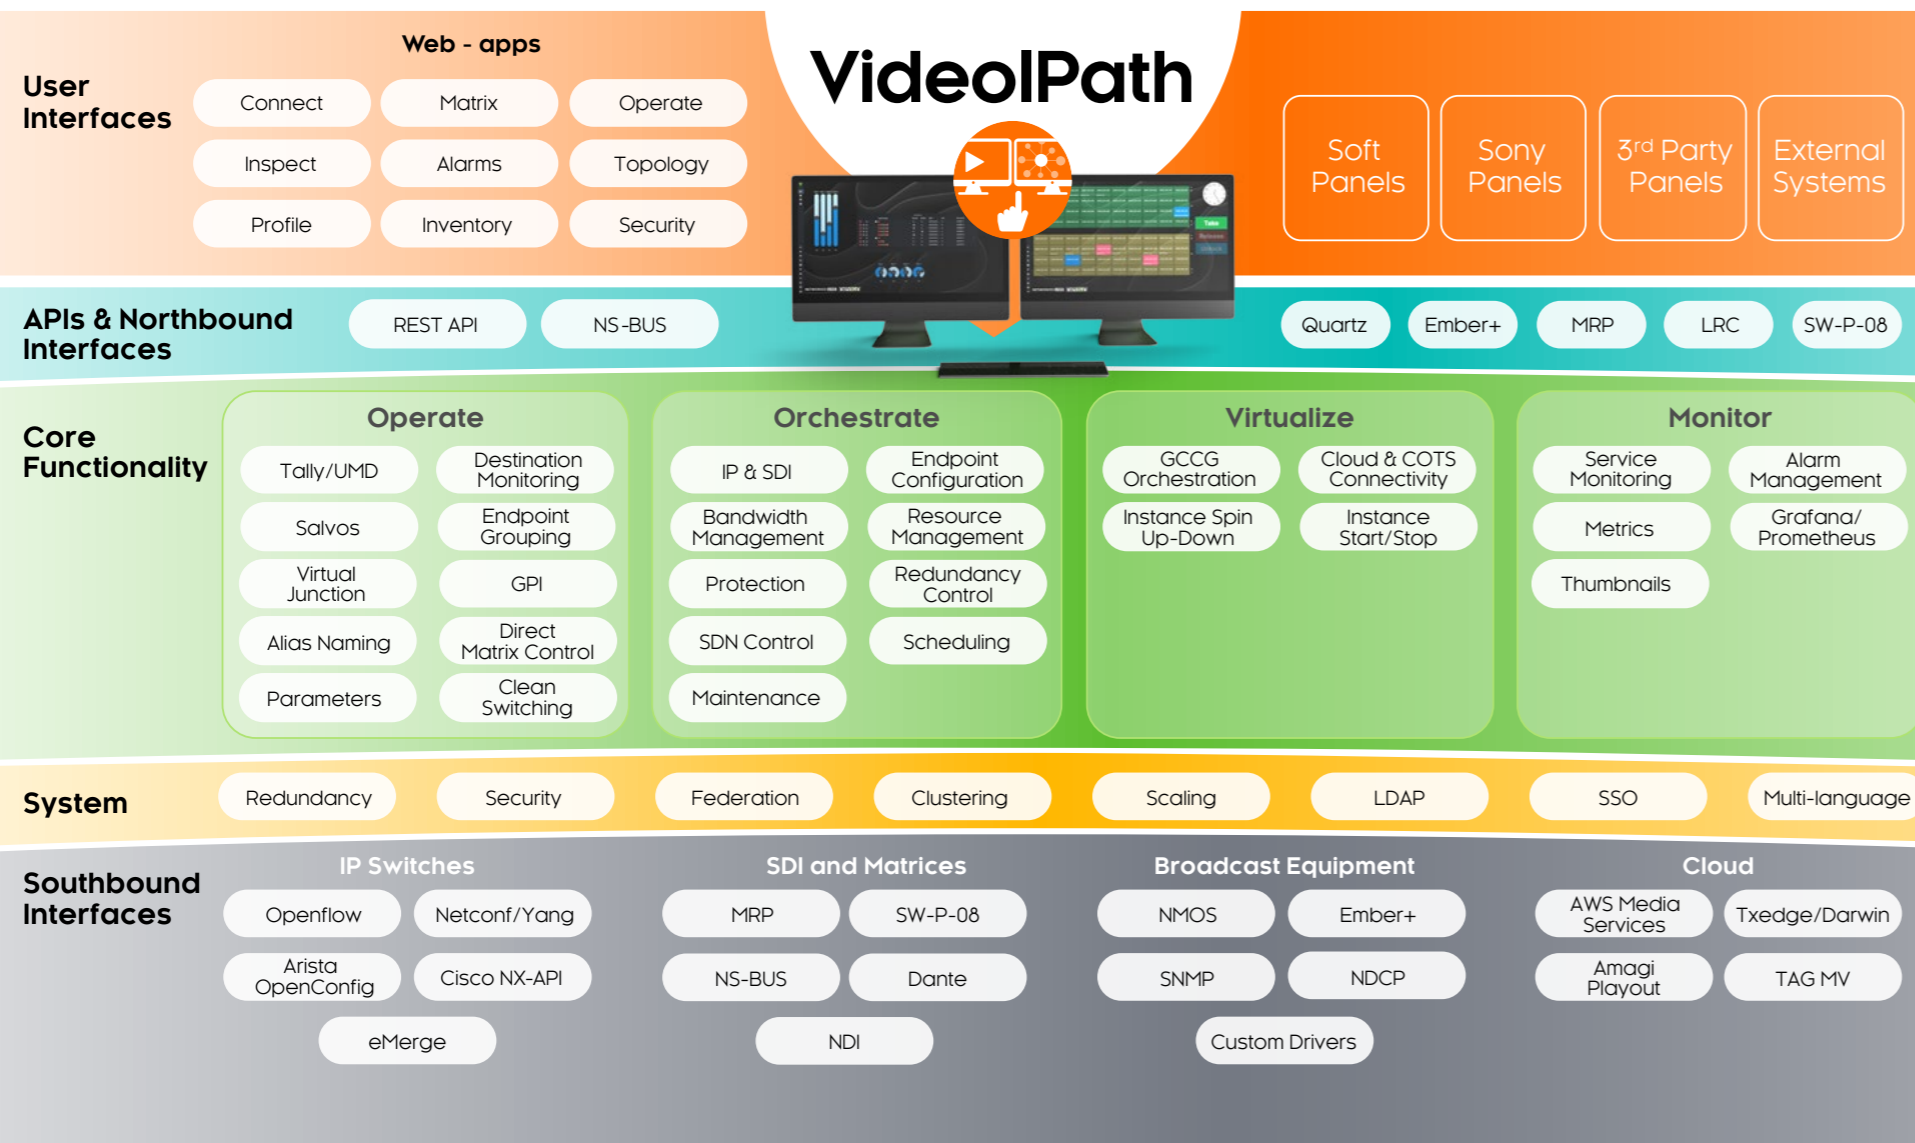 VideoIPath
User
Interfaces
Web - apps
Connect
Matrix
Operate
Inspect
Alarms
Topology
Profile
Inventory
Security
Soft
Panels
Sony
Panels
3rd Party
Panels
External
Systems
Take
APIs & Northbound
Interfaces
REST API
NS-BUS
Quartz
Ember+
MRP
LRC
SW-P-08
Core
Functionality
Operate
Tally/UMD
Destination
Monitoring
Salvos
Endpoint
Grouping
Virtual
Junction
GPI
Alias Naming
Direct
Matrix Control
Parameters
Clean
Switching
Orchestrate
IP & SDI
Endpoint
Configuration
Bandwidth
Management
Resource
Management
Protection
Redundancy
Control
SDN Control
Scheduling
Maintenance
Virtualize
GCCG
Orchestration
Cloud & COTS
Connectivity
Instance Spin
Up-Down
Instance
Start/Stop
Monitor
Service
Monitoring
Alarm
Management
Metrics
Grafana/
Prometheus
Thumbnails
System
Redundancy
Security
Federation
Clustering
Scaling
LDAP
SSO
Multi-language
Southbound
Interfaces
IP Switches
Openflow
Netconf/Yang
Arista
OpenConfig
Cisco NX-API
eMerge
SDI and Matrices
MRP
SW-P-08
NS-BUS
Dante
NDI
Broadcast Equipment
NMOS
Ember+
SNMP
NDCP
Custom Drivers
Cloud
AWS Media
Services
Txedge/Darwin
Amagi
Playout
TAG MV